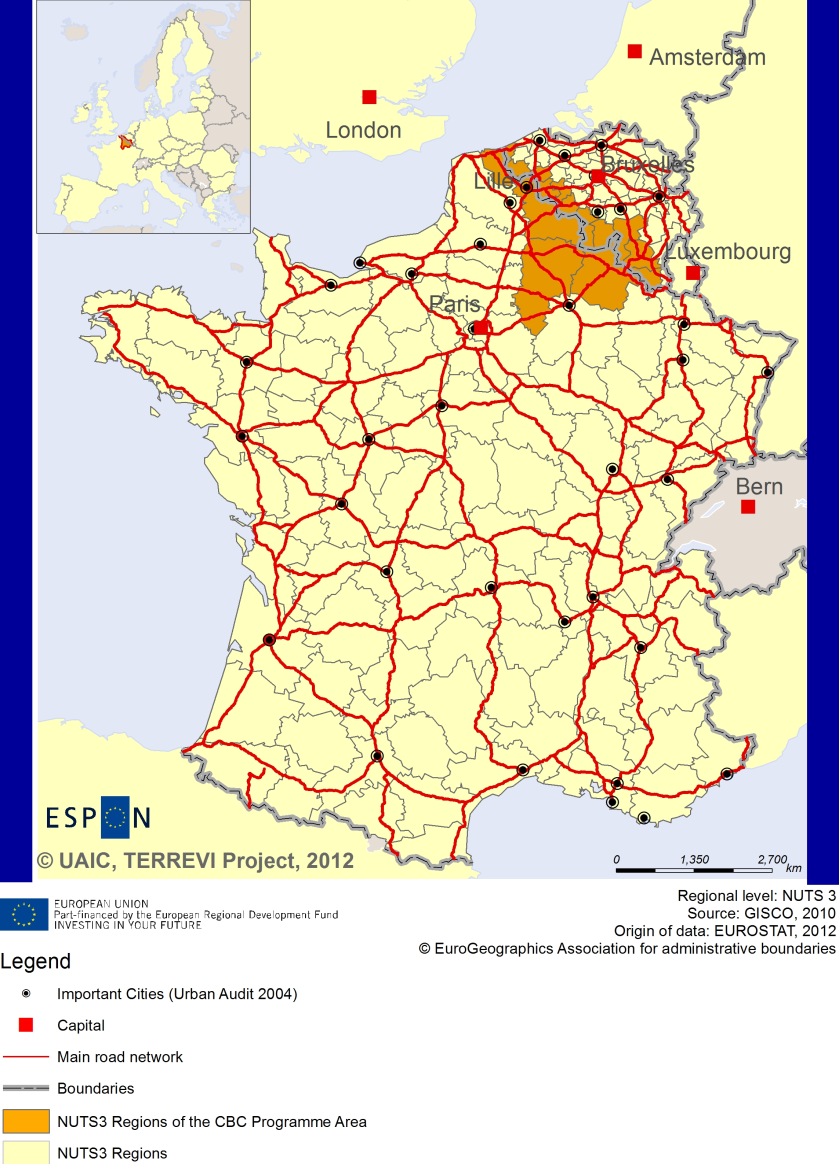 Amsterdam
London
Bruxelles
Lille
Luxembourg
Paris
Bern
ESPON
© UAIC, TERREVI Project, 2012
0 1,350 2,700
km
EUROPEAN UNION
Part-financed by the European Regional Development Fund
INVESTING IN YOUR FUTURE
Regional level: NUTS 3
Source: GISCO, 2010
Origin of data: EUROSTAT, 2012
© EuroGeographics Association for administrative boundaries
Legend
Important Cities (Urban Audit 2004)
Capital
Main road network
Boundaries
NUTS3 Regions of the CBC Programme Area
NUTS3 Regions